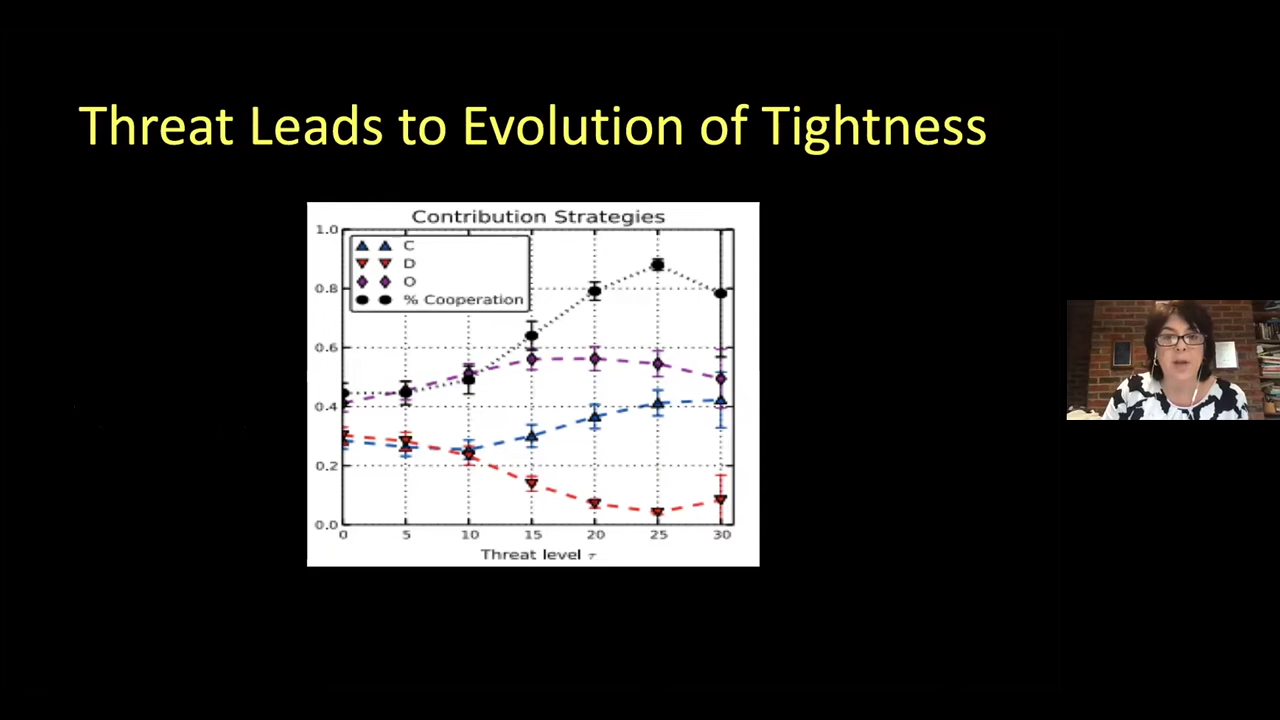 Threat Leads to Evolution of Tightness
Contribution Strategies
C
D
O
% Cooperation
1.0
0.8
0.6
0.4
0.2
0.0
0 5 10 15 20 25 30
Threat level τ